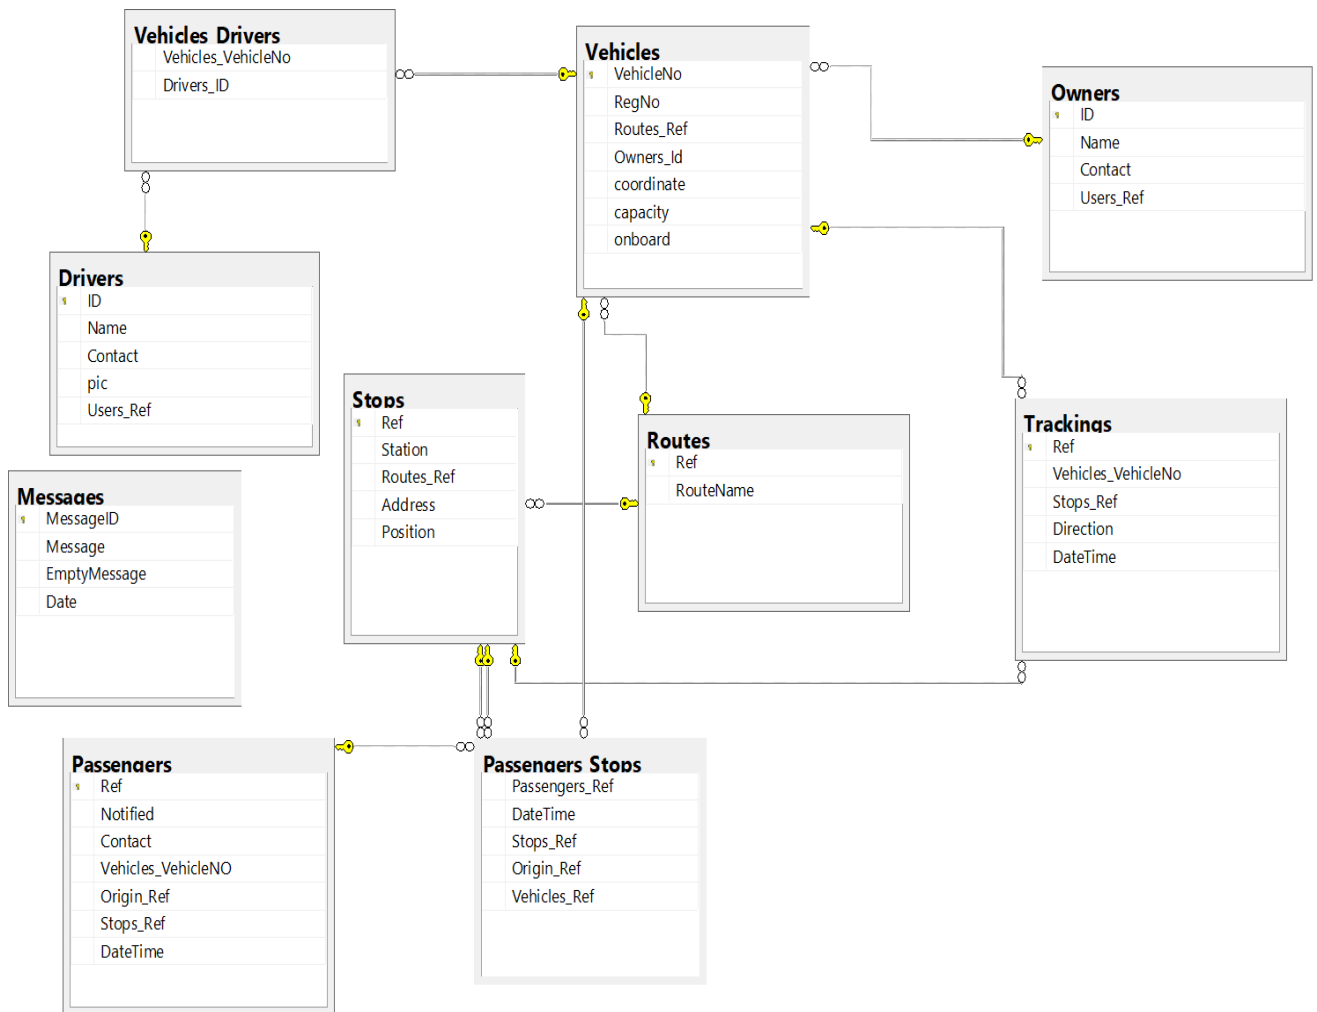 Vehicles Drivers
Vehicles_VehicleNo
Drivers_ID
Vehicles
VehicleNo
RegNo
Routes_Ref
Owners_Id
coordinate
capacity
onboard
Owners
ID
Name
Contact
Users_Ref
Drivers
ID
Name
Contact
pic
Users_Ref
Stops
Ref
Station
Routes_Ref
Address
Position
Routes
Ref
RouteName
Trackings
Ref
Vehicles_VehicleNo
Stops_Ref
Direction
DateTime
Messages
MessageID
Message
EmptyMessage
Date
Passengers
Ref
Notified
Contact
Vehicles_VehicleNO
Origin_Ref
Stops_Ref
DateTime
Passengers Stops
Passengers_Ref
DateTime
Stops_Ref
Origin_Ref
Vehicles_Ref